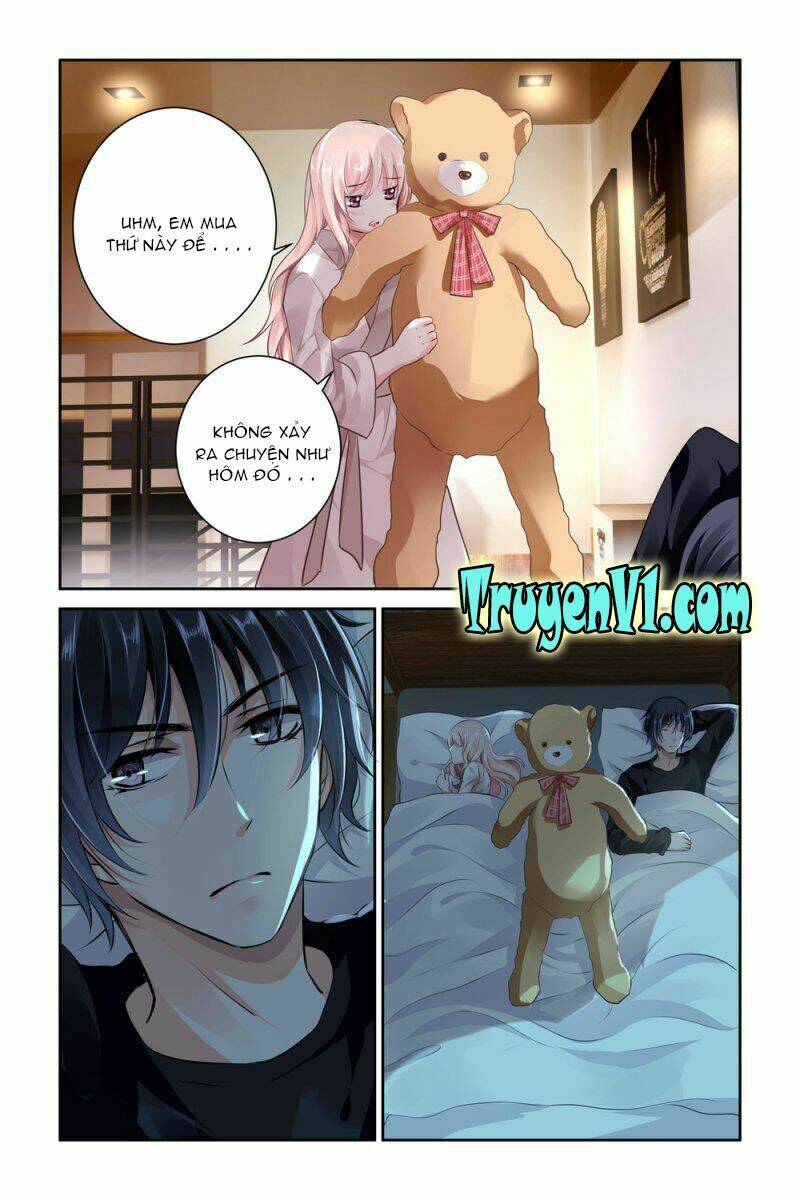 UHM, EM MUA
THỨ NÀY ĐỂ . . . .
KHÔNG XẢY
RA CHUYỆN NHƯ
HÔM ĐÓ . . .
TruyenV1.com